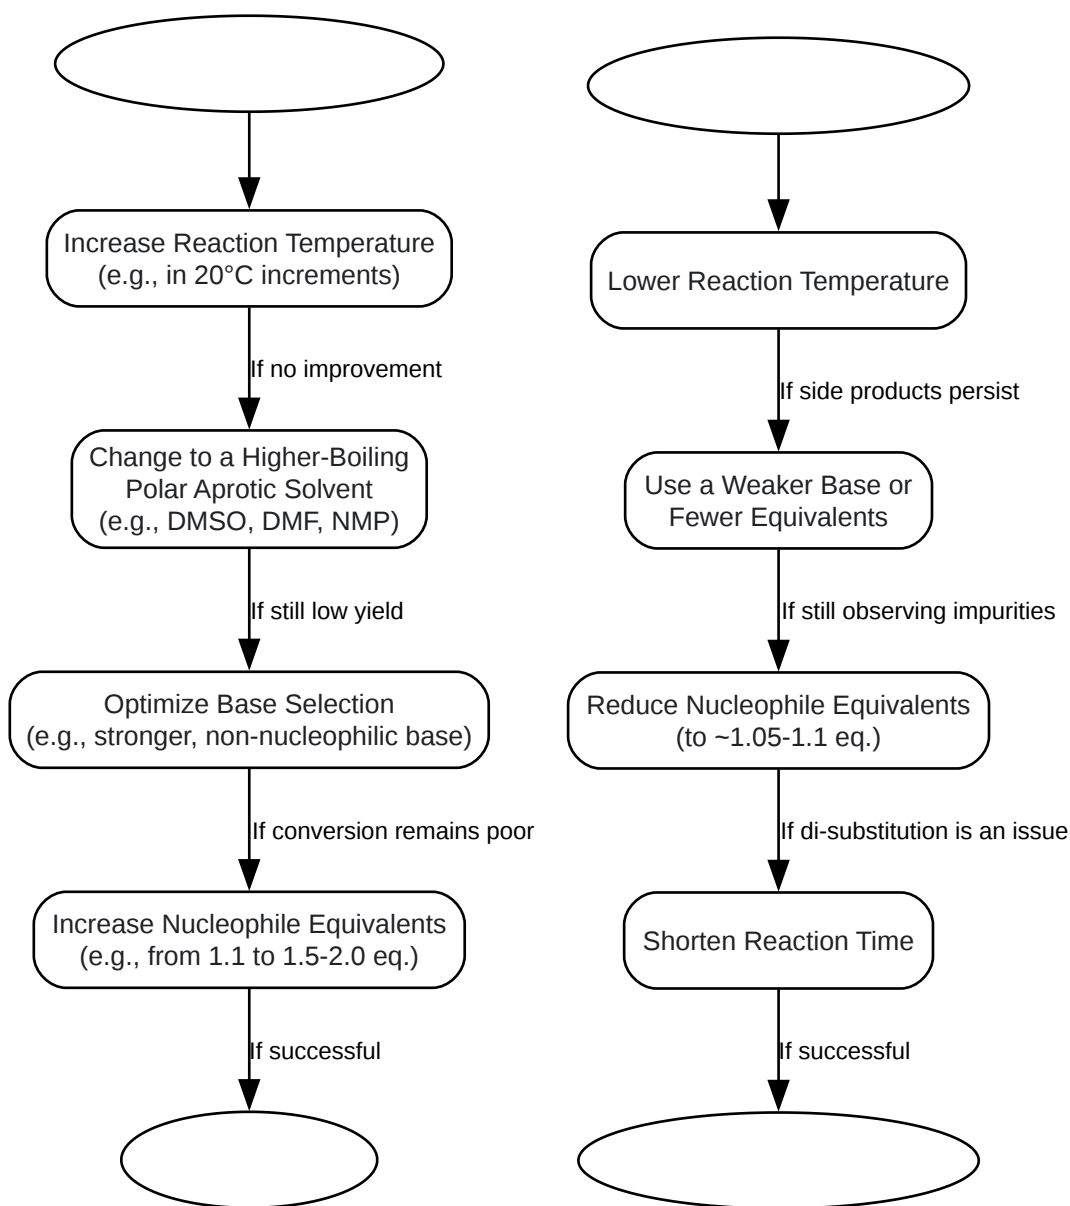 Increase Reaction Temperature
(e.g., in 20°C increments)
If no improvement
Change to a Higher-Boiling
Polar Aprotic Solvent
(e.g., DMSO, DMF, NMP)
If still low yield
Optimize Base Selection
(e.g., stronger, non-nucleophilic base)
If conversion remains poor
Increase Nucleophile Equivalents
(e.g., from 1.1 to 1.5-2.0 eq.)
If successful
Lower Reaction Temperature
If side products persist
Use a Weaker Base or
Fewer Equivalents
If still observing impurities
Reduce Nucleophile Equivalents
(to ~1.05-1.1 eq.)
If di-substitution is an issue
Shorten Reaction Time
If successful